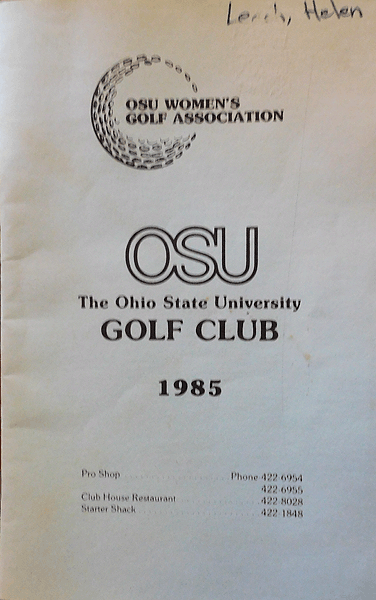 Helen
OSU WOMEN'S
GOLF ASSOCIATION
OSU
The Ohio State University
GOLF CLUB
1985
Pro Shop . . . . . . . . . . . . . . . . . . . . Phone 422-6954
422-6955
Club House Restaurant . . . . . . . . . . . . . . . . 422-8028
Starter Shack . . . . . . . . . . . . . . . . . . . . . . . 422-1848